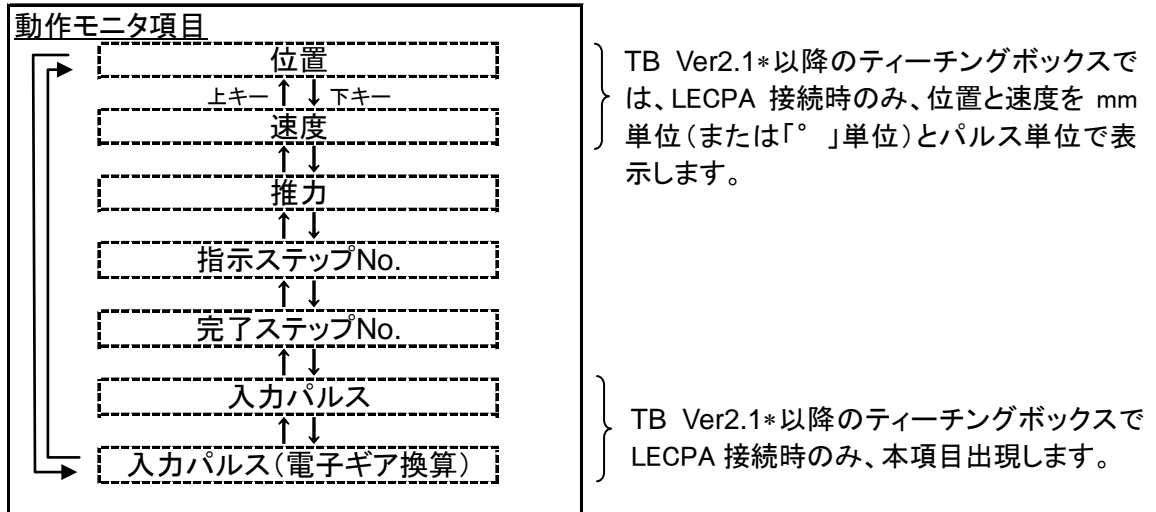 動作モニタ項目
位置
上キー 下キー
速度
推力
指示ステップNo.
完了ステップNo.
入力パルス
入力パルス(電子ギア換算)
TB Ver2.1*以降のティーチングボックスで
は、LECPA 接続時のみ、位置と速度を mm
単位(または「° 」単位)とパルス単位で表
示します。
TB Ver2.1*以降のティーチングボックスで
LECPA 接続時のみ、本項目出現します。